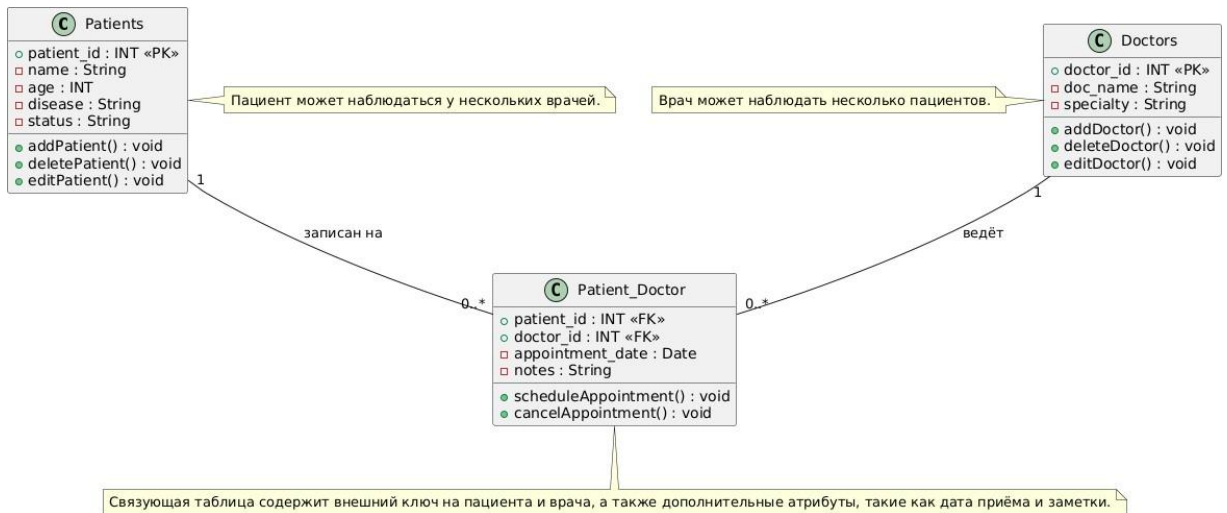 C Patients
patient_id : INT «PK»
name : String
age : INT
disease : String
status : String
addPatient() : void
deletePatient() : void
editPatient() : void
Пациент может наблюдаться у нескольких врачей.
Врач может наблюдать несколько пациентов.
C Doctors
doctor_id : INT «PK»
doc_name : String
specialty : String
addDoctor() : void
deleteDoctor() : void
editDoctor() : void
1
записан на
0..*
1
ведёт
0..*
C Patient_Doctor
patient_id : INT «FK»
doctor_id : INT «FK»
appointment_date : Date
notes : String
scheduleAppointment() : void
cancelAppointment() : void
Связующая таблица содержит внешний ключ на пациента и врача, а также дополнительные атрибуты, такие как дата приёма и заметки.